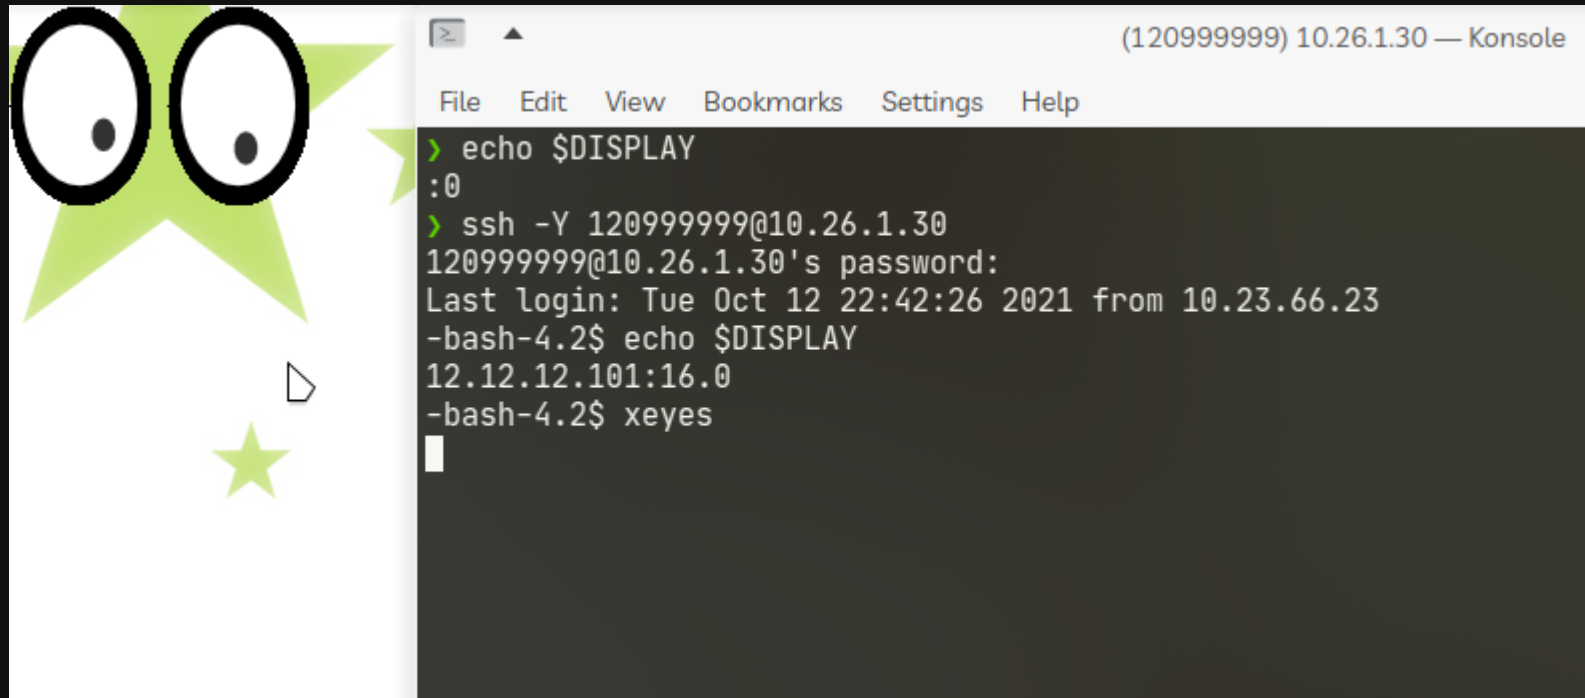 (120999999) 10.26.1.30 — Konsole
File Edit View Bookmarks Settings Help
❯ echo $DISPLAY
:0
❯ ssh -Y 120999999@10.26.1.30
120999999@10.26.1.30's password:
Last login: Tue Oct 12 22:42:26 2021 from 10.23.66.23
-bash-4.2$ echo $DISPLAY
12.12.12.101:16.0
-bash-4.2$ xeyes